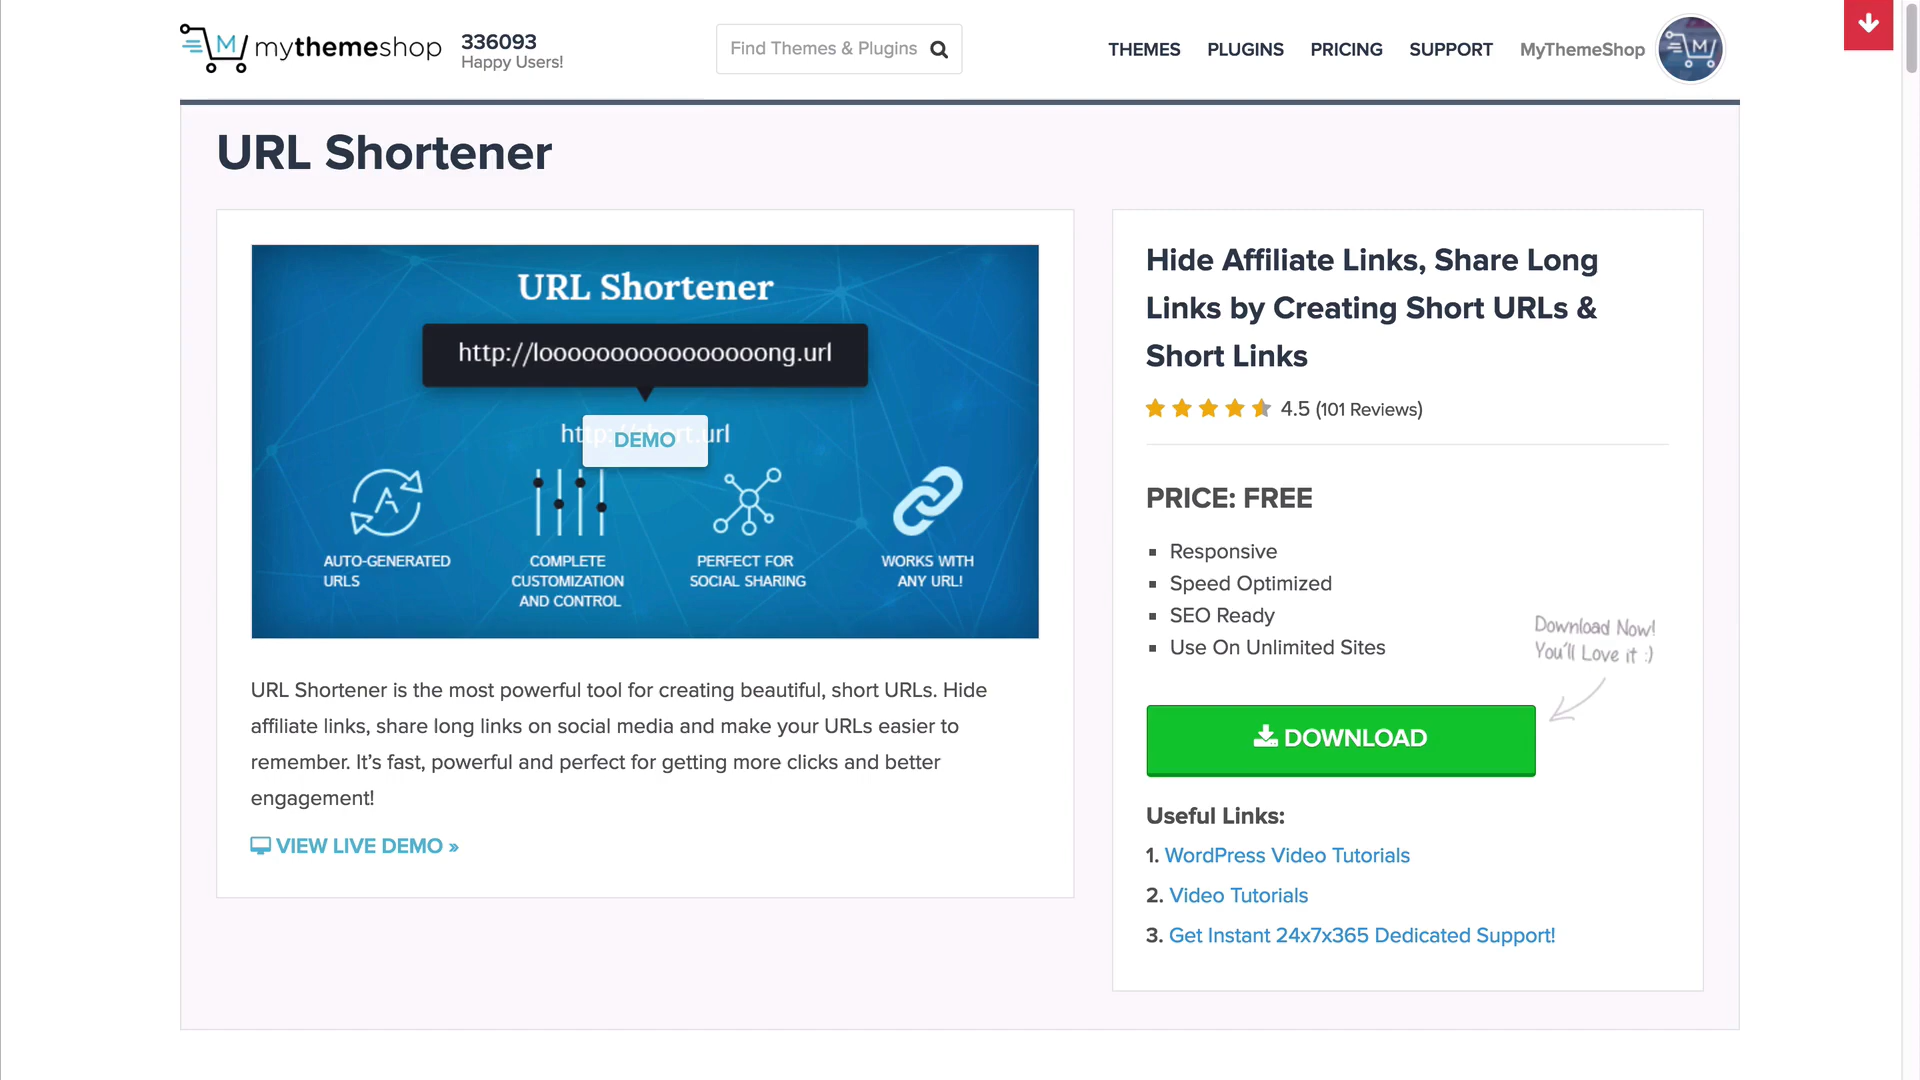 mythemeshop
336093
Happy Users!
Find Themes & Plugins
THEMES
PLUGINS
PRICING
SUPPORT
MyThemeShop
M
URL Shortener
URL Shortener
http://looooooooooooooooong.url
DEMO
AUTO-GENERATED
URLS
COMPLETE
CUSTOMIZATION
AND CONTROL
PERFECT FOR
SOCIAL SHARING
WORKS WITH
ANY URL!
URL Shortener is the most powerful tool for creating beautiful, short URLs. Hide
affiliate links, share long links on social media and make your URLs easier to
remember. It's fast, powerful and perfect for getting more clicks and better
engagement!
VIEW LIVE DEMO »
Hide Affiliate Links, Share Long
Links by Creating Short URLs &
Short Links
4.5 (101 Reviews)
PRICE: FREE
Responsive
Speed Optimized
SEO Ready
Use On Unlimited Sites
Download Now!
You'll Love it :)
DOWNLOAD
Useful Links:
1. WordPress Video Tutorials
2. Video Tutorials
3. Get Instant 24x7x365 Dedicated Support!